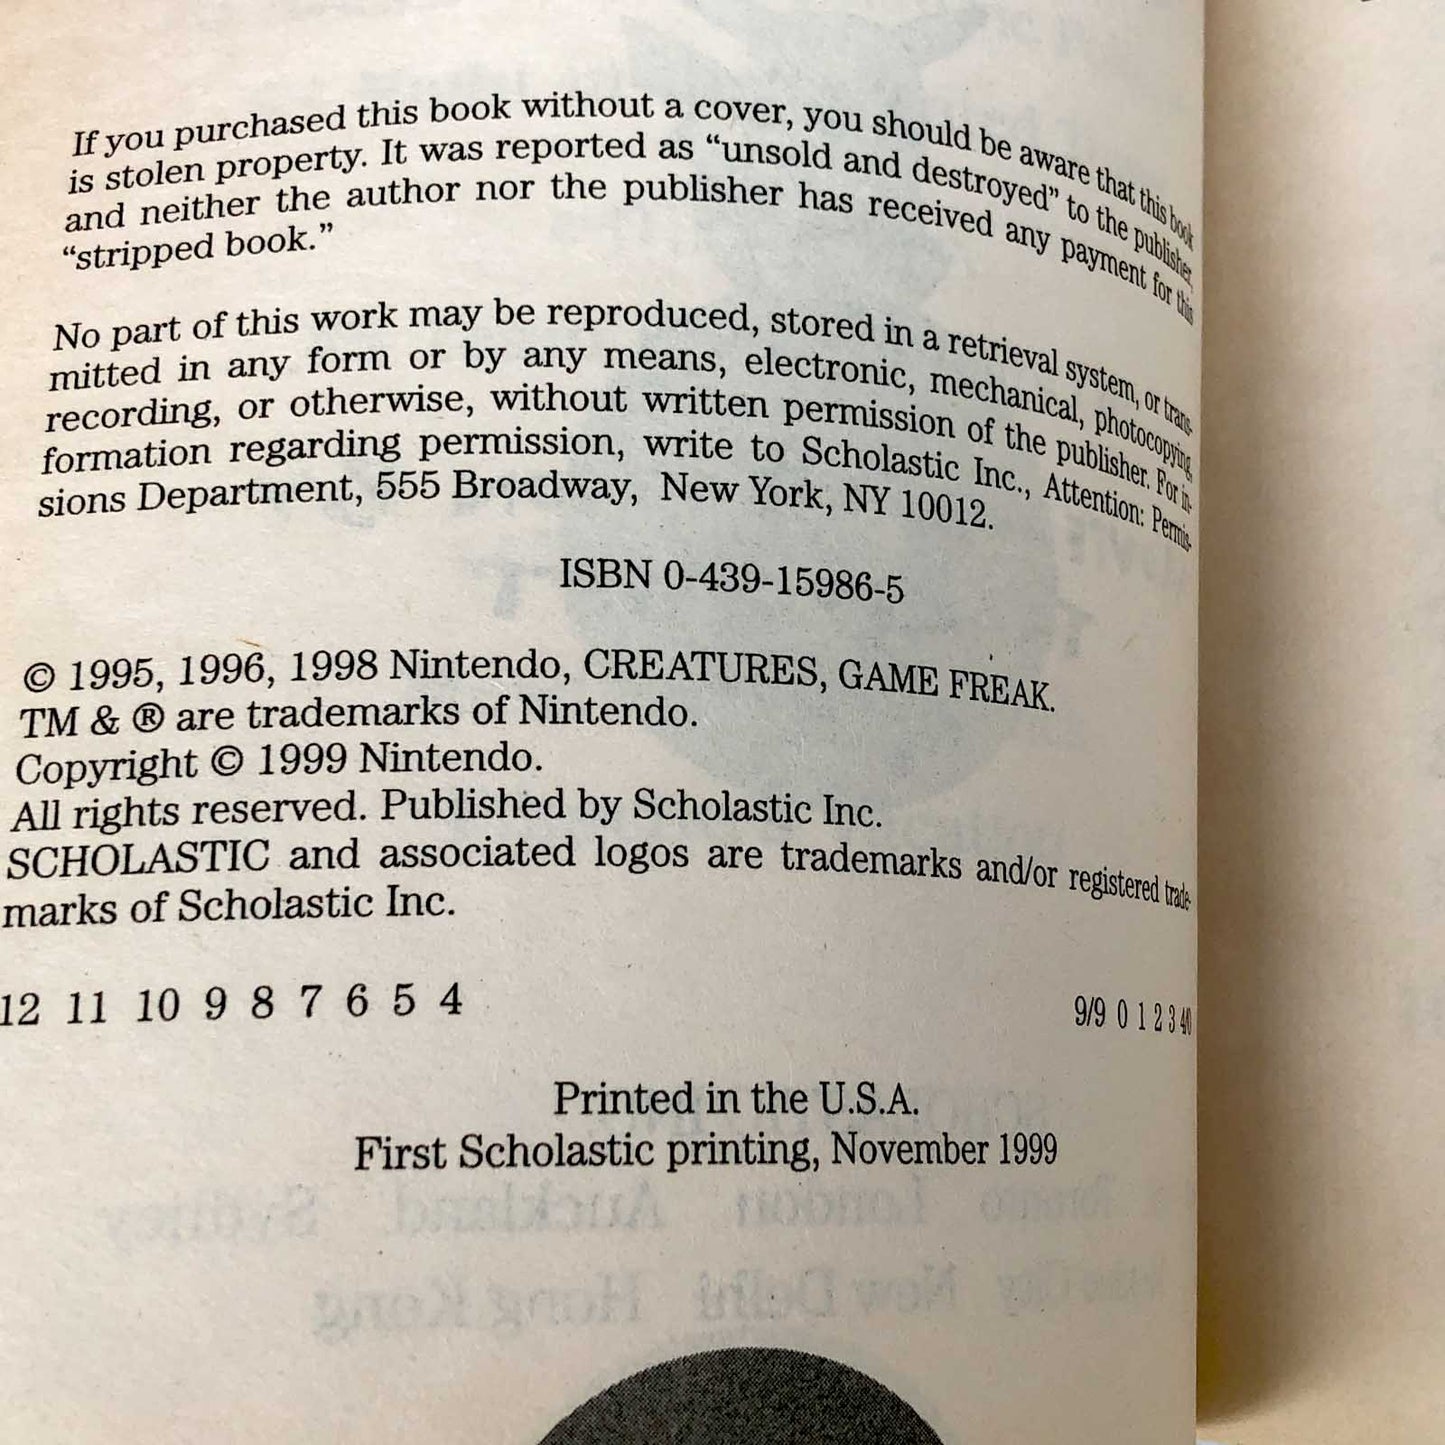 If you purchased this book without a cover, you should be aware that this book
is stolen property. It was reported as “unsold and destroyed” to the publisher,
and neither the author nor the publisher has received any payment for this
“stripped book.”
No part of this work may be reproduced, stored in a retrieval system, or trans-
mitted in any form or by any means, electronic, mechanical, photocopying,
recording, or otherwise, without written permission of the publisher. For in-
formation regarding permission, write to Scholastic Inc., Attention: Permis-
sions Department, 555 Broadway, New York, NY 10012.
ISBN 0-439-15986-5
© 1995, 1996, 1998 Nintendo, CREATURES, GAME FREAK.
TM & ® are trademarks of Nintendo.
Copyright © 1999 Nintendo.
All rights reserved. Published by Scholastic Inc.
SCHOLASTIC and associated logos are trademarks and/or registered trade-
marks of Scholastic Inc.
12 11 10 9 8 7 6 5 4 9/9 0 1 2 3 4/0
Printed in the U.S.A.
First Scholastic printing, November 1999
Sydney Auckland London
New Delhi Hong Kong